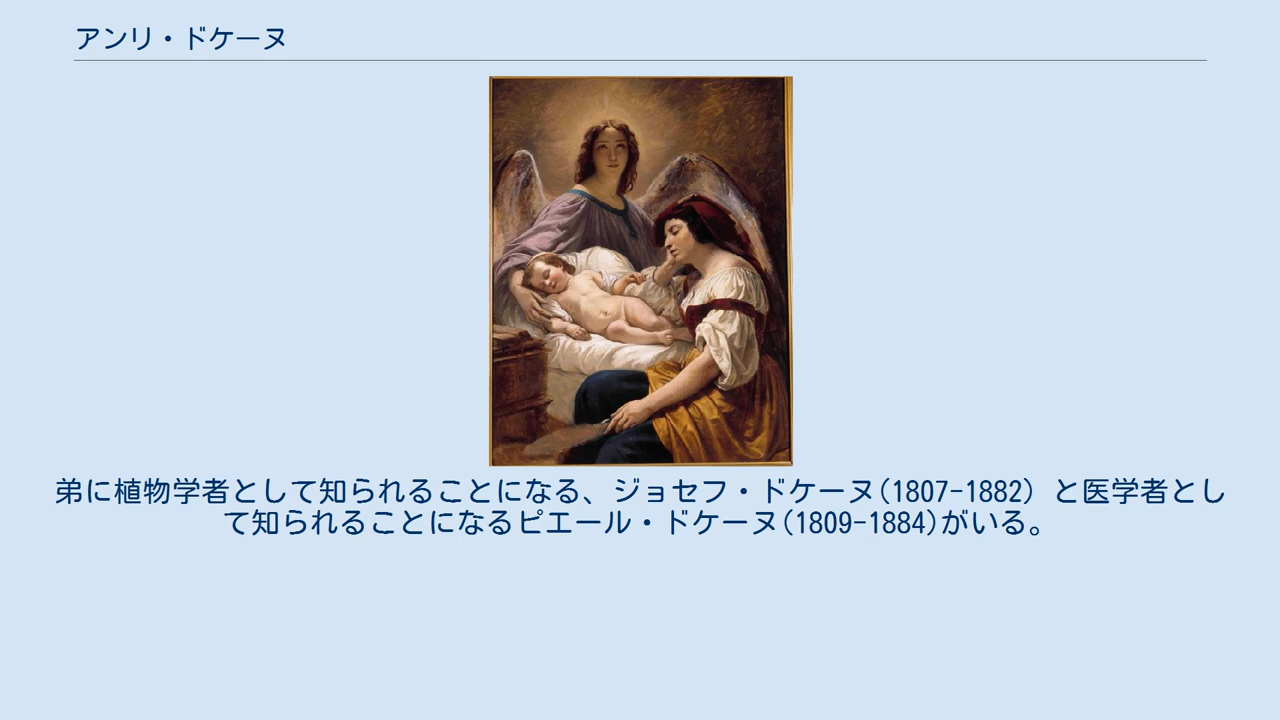 アンリ・ドケーヌ
弟に植物学者として知られることになる、ジョセフ・ドケーヌ(1807-1882) と医学者とし
て知られることになるピエール・ドケーヌ(1809-1884)がいる。